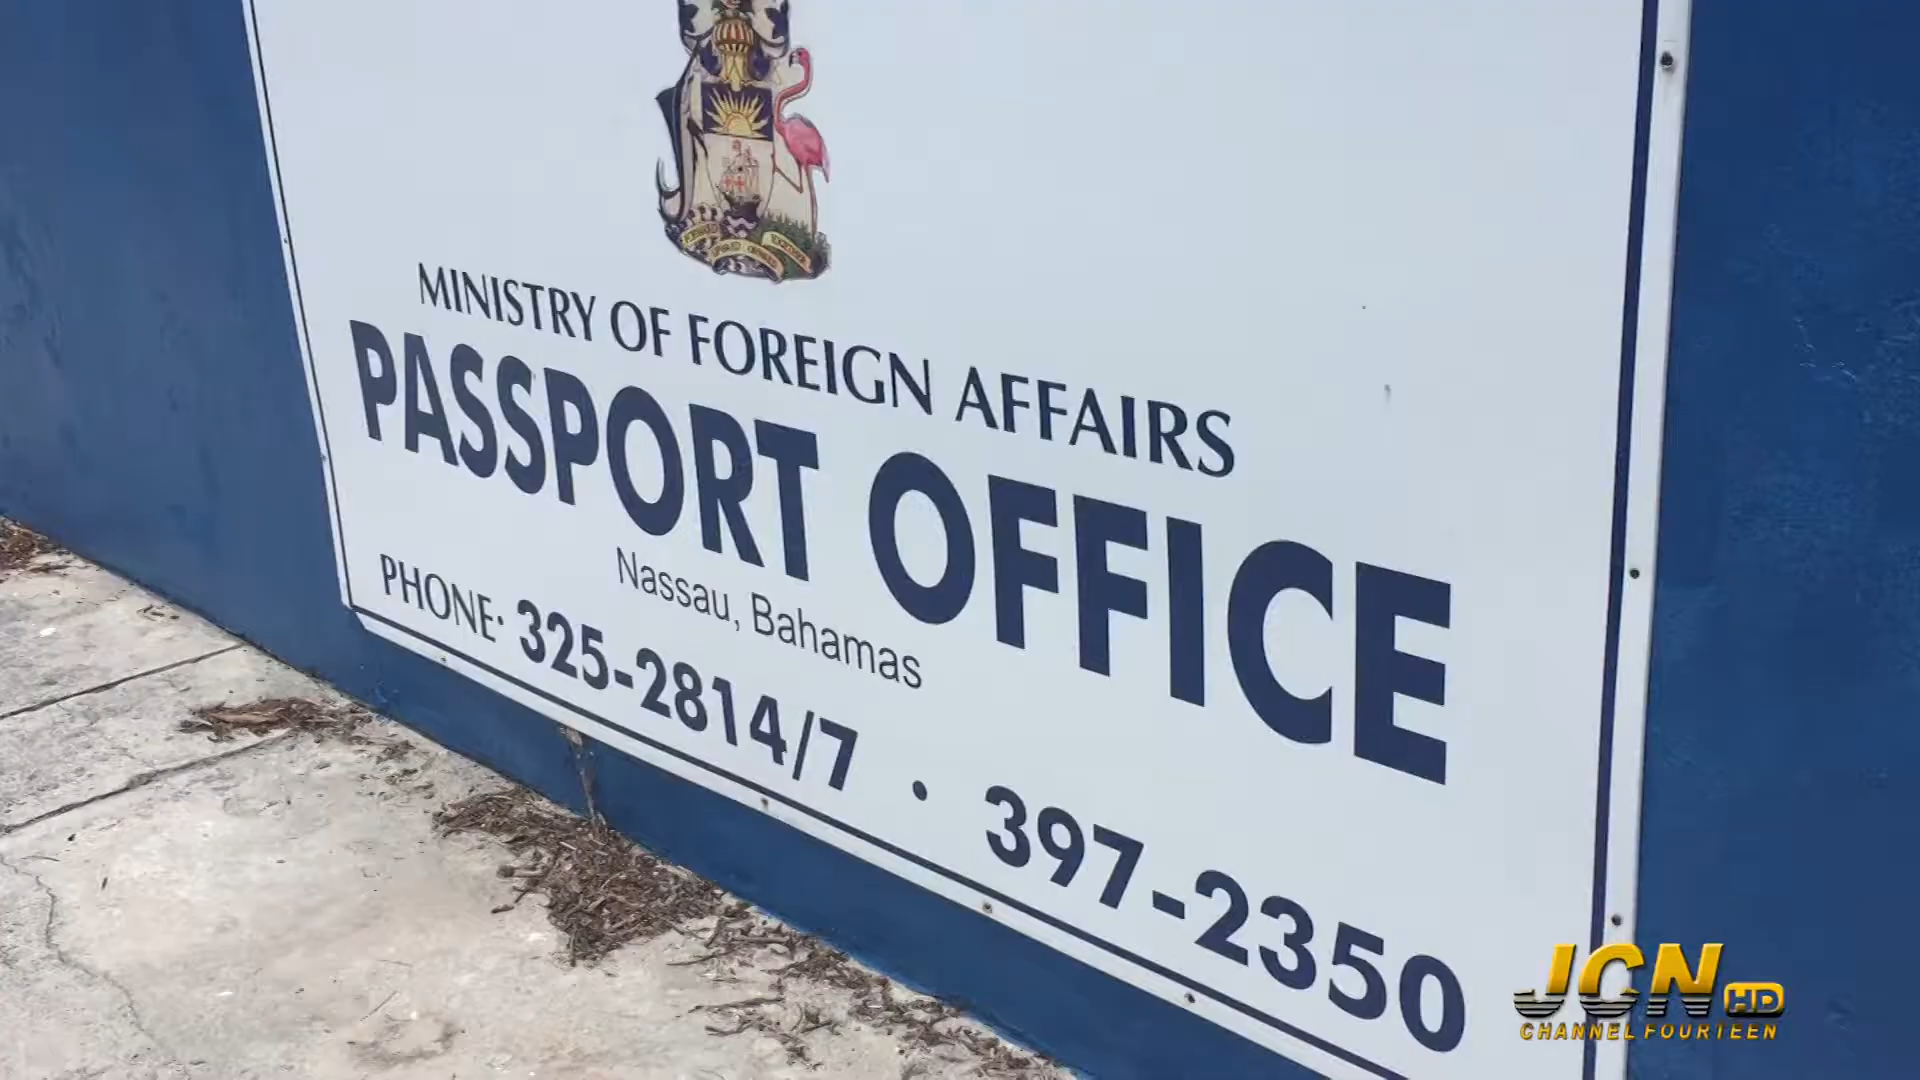 MINISTRY OF FOREIGN AFFAIRS
PASSPORT OFFICE
Nassau, Bahamas
PHONE: 325-2814/7 • 397-2350
JCN HD
CHANNEL FOURTEEN